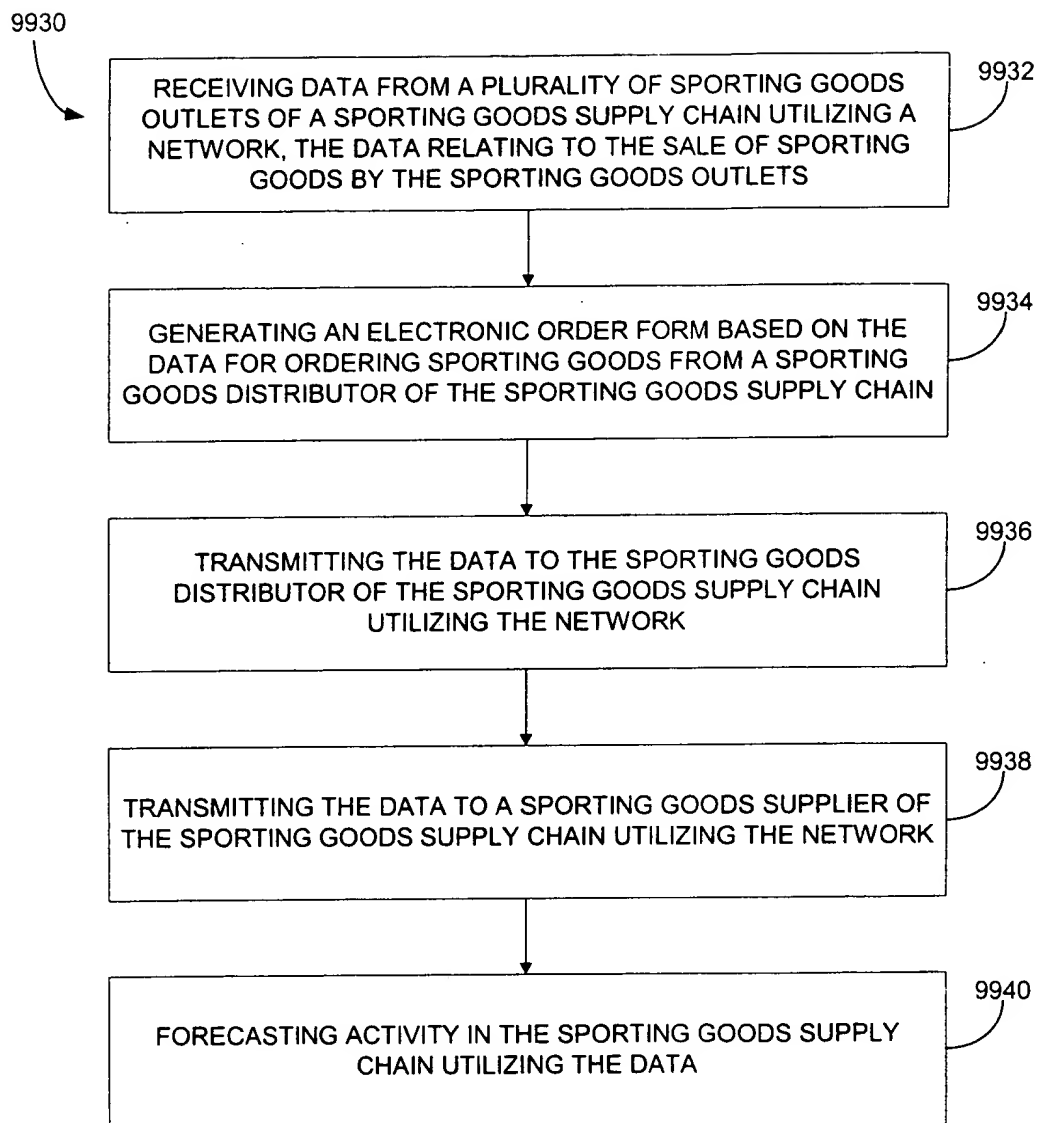 9930
9932
RECEIVING DATA FROM A PLURALITY OF SPORTING GOODS
OUTLETS OF A SPORTING GOODS SUPPLY CHAIN UTILIZING A
NETWORK, THE DATA RELATING TO THE SALE OF SPORTING
GOODS BY THE SPORTING GOODS OUTLETS
9934
GENERATING AN ELECTRONIC ORDER FORM BASED ON THE
DATA FOR ORDERING SPORTING GOODS FROM A SPORTING
GOODS DISTRIBUTOR OF THE SPORTING GOODS SUPPLY CHAIN
9936
TRANSMITTING THE DATA TO THE SPORTING GOODS
DISTRIBUTOR OF THE SPORTING GOODS SUPPLY CHAIN
UTILIZING THE NETWORK
9938
TRANSMITTING THE DATA TO A SPORTING GOODS SUPPLIER OF
THE SPORTING GOODS SUPPLY CHAIN UTILIZING THE NETWORK
9940
FORECASTING ACTIVITY IN THE SPORTING GOODS SUPPLY
CHAIN UTILIZING THE DATA